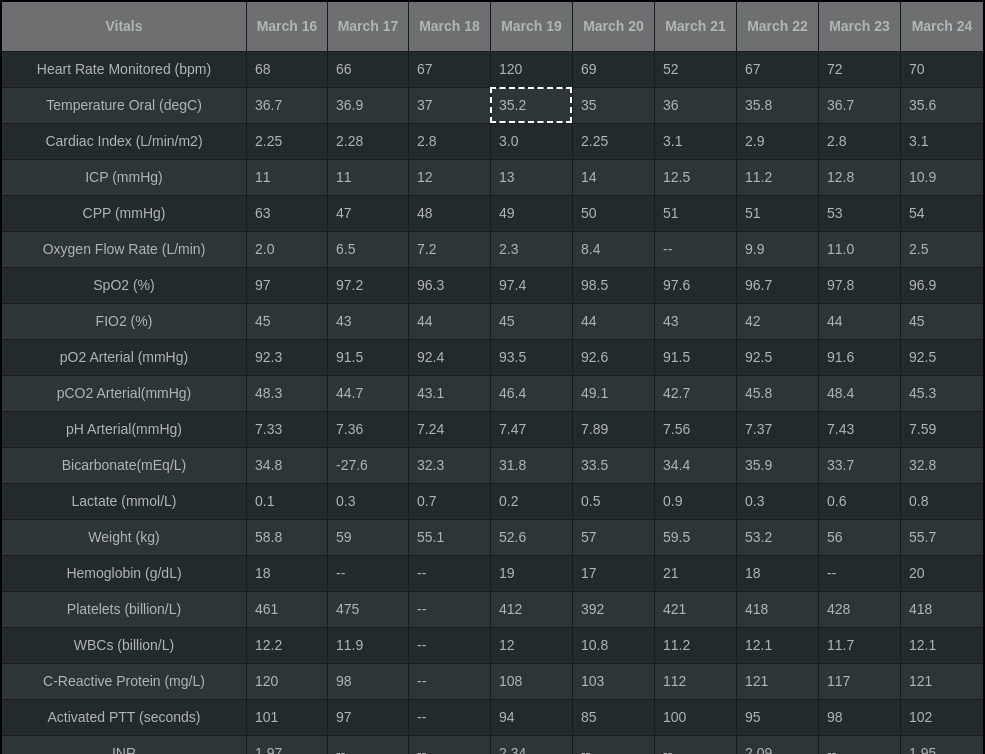 Vitals March 16 March 17 March 18 March 19 March 20 March 21 March 22 March 23 March 24
Heart Rate Monitored (bpm) 68 66 67 120 69 52 67 72 70
Temperature Oral (degC) 36.7 36.9 37 35.2 35 36 35.8 36.7 35.6
Cardiac Index (L/min/m2) 2.25 2.28 2.8 3.0 2.25 3.1 2.9 2.8 3.1
ICP (mmHg) 11 11 12 13 14 12.5 11.2 12.8 10.9
CPP (mmHg) 63 47 48 49 50 51 51 53 54
Oxygen Flow Rate (L/min) 2.0 6.5 7.2 2.3 8.4 -- 9.9 11.0 2.5
SpO2 (%) 97 97.2 96.3 97.4 98.5 97.6 96.7 97.8 96.9
FIO2 (%) 45 43 44 45 44 43 42 44 45
pO2 Arterial (mmHg) 92.3 91.5 92.4 93.5 92.6 91.5 92.5 91.6 92.5
pCO2 Arterial(mmHg) 48.3 44.7 43.1 46.4 49.1 42.7 45.8 48.4 45.3
pH Arterial(mmHg) 7.33 7.36 7.24 7.47 7.89 7.56 7.37 7.43 7.59
Bicarbonate(mEq/L) 34.8 -27.6 32.3 31.8 33.5 34.4 35.9 33.7 32.8
Lactate (mmol/L) 0.1 0.3 0.7 0.2 0.5 0.9 0.3 0.6 0.8
Weight (kg) 58.8 59 55.1 52.6 57 59.5 53.2 56 55.7
Hemoglobin (g/dL) 18 -- -- 19 17 21 18 -- 20
Platelets (billion/L) 461 475 -- 412 392 421 418 428 418
WBCs (billion/L) 12.2 11.9 -- 12 10.8 11.2 12.1 11.7 12.1
C-Reactive Protein (mg/L) 120 98 -- 108 103 112 121 117 121
Activated PTT (seconds) 101 97 -- 94 85 100 95 98 102
INR 1.97 -- -- 2.34 -- -- 2.09 -- 1.95